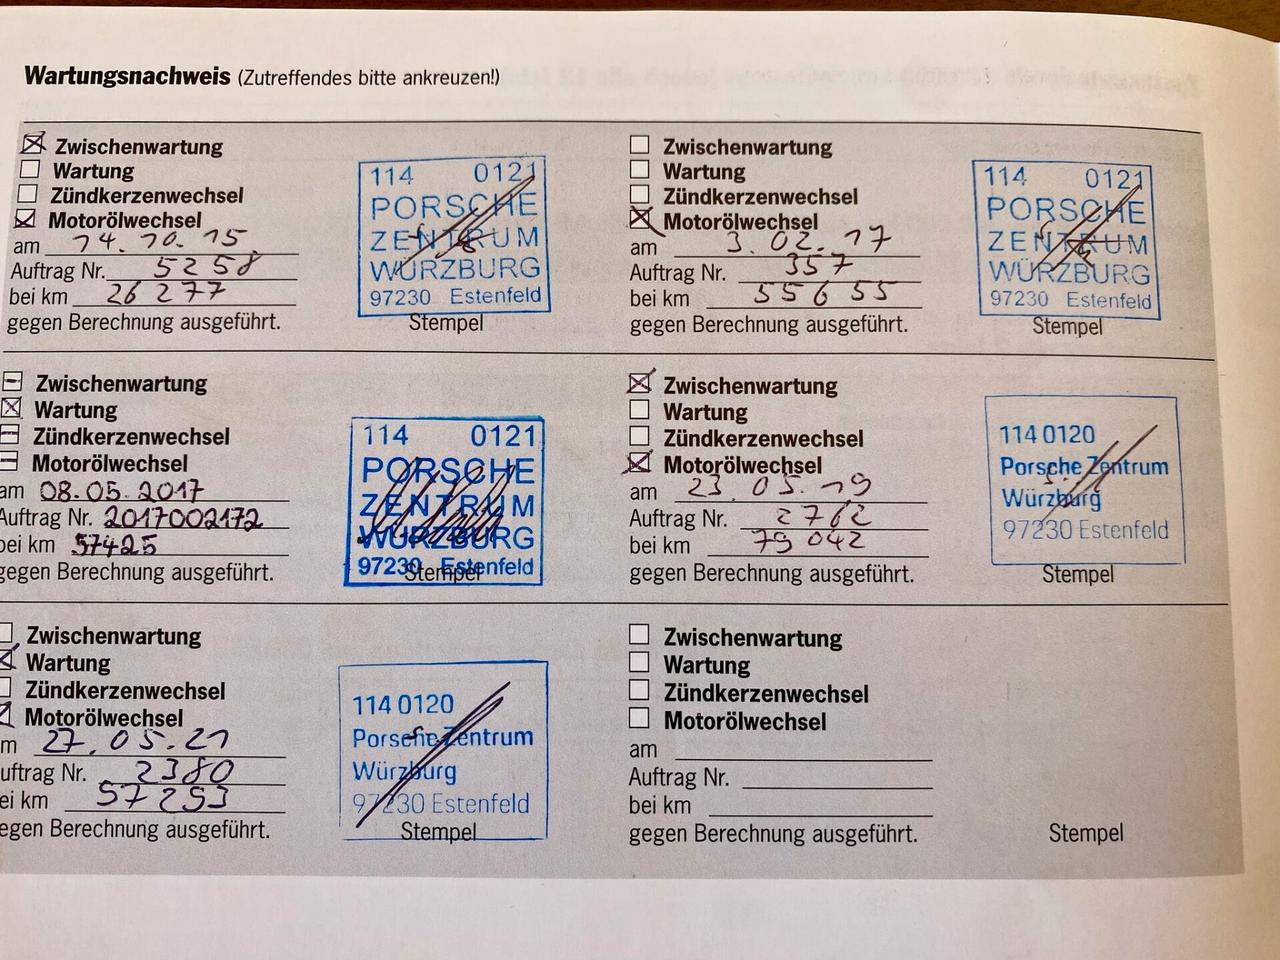 Wartungsnachweis (Zutreffendes bitte ankreuzen!)
Zwischenwartung
Wartung
Zündkerzenwechsel
Motorölwechsel
am 14.10.15
Auftrag Nr. 5258
bei km 26 277
gegen Berechnung ausgeführt.
114 0121
PORSCHE
ZENTRUM
WÜRZBURG
97230 Estenfeld
Stempel
Zwischenwartung
Wartung
Zündkerzenwechsel
Motorölwechsel
am 3.02.17
Auftrag Nr. 357
bei km 55 655
gegen Berechnung ausgeführt.
114 0121
PORSCHE
ZENTRUM
WÜRZBURG
97230 Estenfeld
Stempel
Zwischenwartung
Wartung
Zündkerzenwechsel
Motorölwechsel
am 08.05.2017
Auftrag Nr. 2017002172
bei km 57425
gegen Berechnung ausgeführt.
114 0121
PORSCHE
ZENTRUM
WÜRZBURG
97230 Estenfeld
Stempel
Zwischenwartung
Wartung
Zündkerzenwechsel
Motorölwechsel
am 23.05.19
Auftrag Nr. 2762
bei km 79 042
gegen Berechnung ausgeführt.
114 0120
Porsche Zentrum
Würzburg
97230 Estenfeld
Stempel
Zwischenwartung
Wartung
Zündkerzenwechsel
Motorölwechsel
m 27.05.21
uftrag Nr. 2380
ei km 57 253
egen Berechnung ausgeführt.
114 0120
Porsche Zentrum
Würzburg
97230 Estenfeld
Stempel
Zwischenwartung
Wartung
Zündkerzenwechsel
Motorölwechsel
am
Auftrag Nr.
bei km
gegen Berechnung ausgeführt.
Stempel